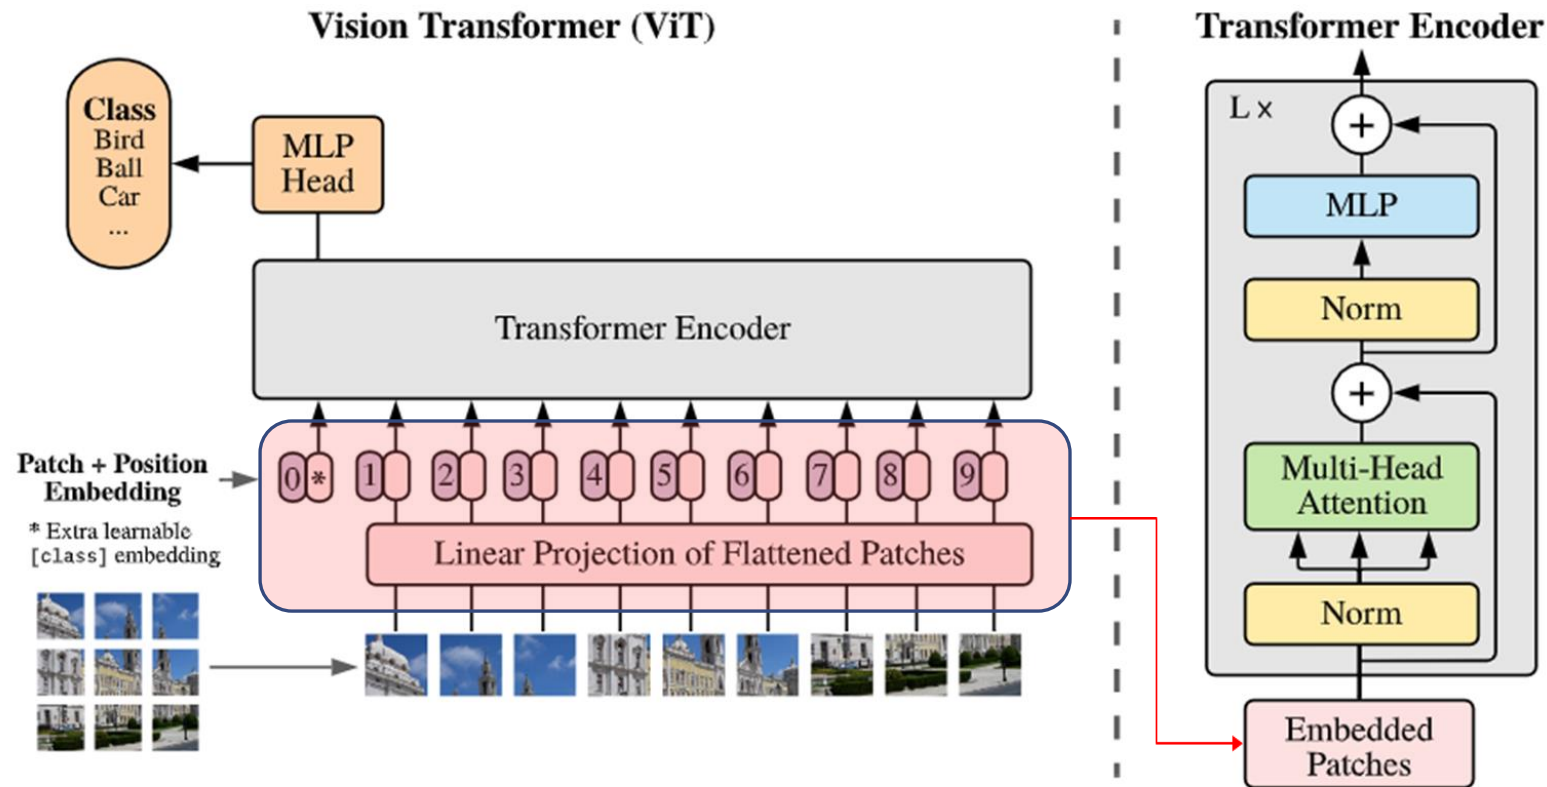 Vision Transformer (ViT)
Class
Bird
Ball
Car
...
MLP
Head
Transformer Encoder
Patch + Position
Embedding
* Extra learnable
[class] embedding
0 * 1 2 3 4 5 6 7 8 9
Linear Projection of Flattened Patches
Transformer Encoder
L ×
+
MLP
Norm
+
Multi-Head
Attention
Norm
Embedded
Patches